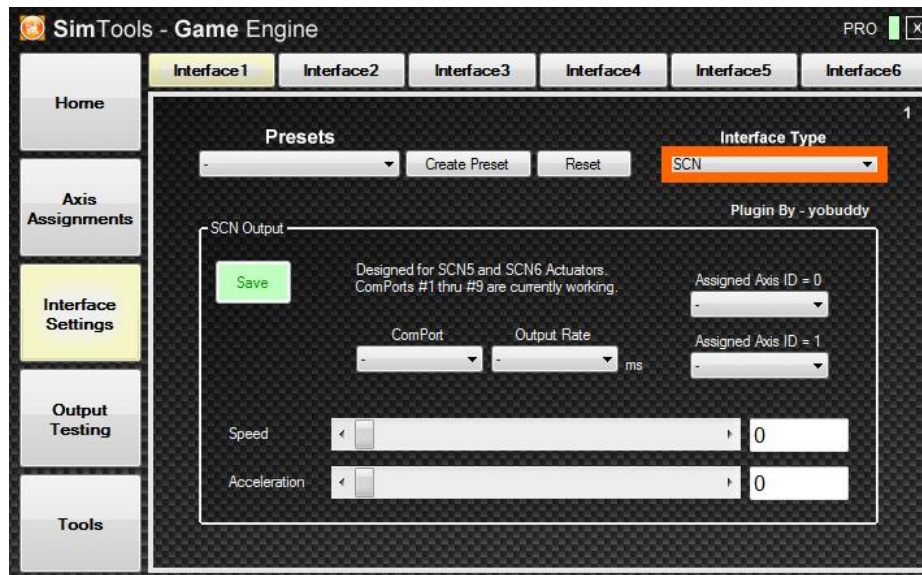 SimTools - Game Engine
PRO
X
Interface1 Interface2 Interface3 Interface4 Interface5 Interface6
Home
Axis
Assignments
Interface
Settings
Output
Testing
Tools
1
Presets
-
Create Preset
Reset
Interface Type
SCN
Plugin By - yobuddy
SCN Output
Save
Designed for SCN5 and SCN6 Actuators.
ComPorts #1 thru #9 are currently working.
ComPort
-
Output Rate
-
ms
Assigned Axis ID = 0
-
Assigned Axis ID = 1
-
Speed
0
Acceleration
0